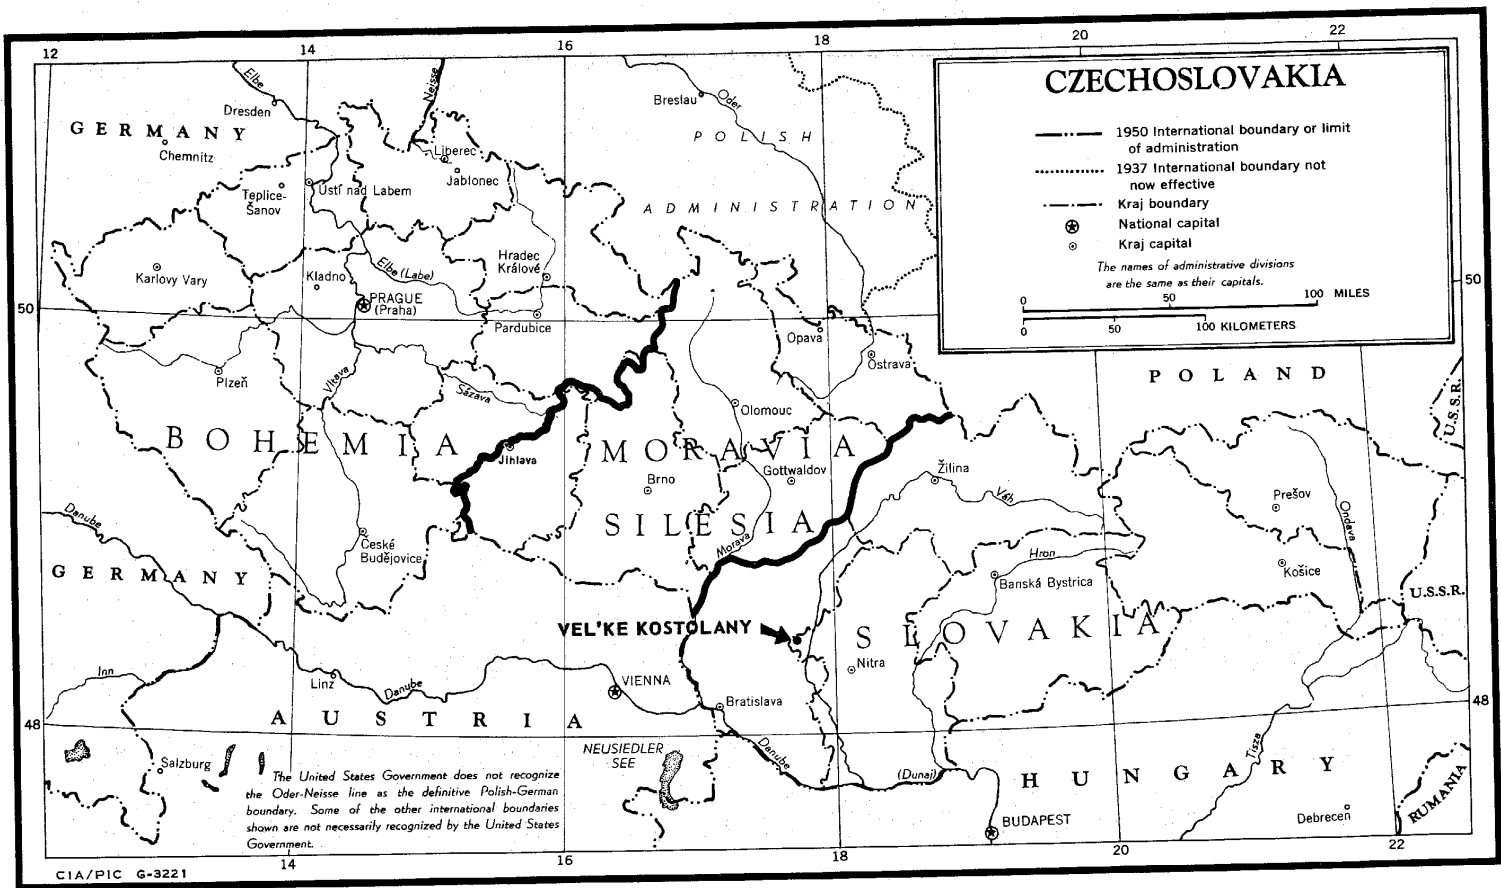 12
14
16
18
20
22
CZECHOSLOVAKIA
1950 International boundary or limit
of administration
1937 International boundary not
now effective
Kraj boundary
National capital
Kraj capital
The names of administrative divisions
are the same as their capitals.
0 50 100 MILES
0 50 100 KILOMETERS
Elbe
Neisse
Dresden
GERMANY
Chemnitz
Breslau
Oder
POLISH
ADMINISTRATION
Liberec
Jablonec
Teplice-
Šanov
Ústí nad Labem
Karlovy Vary
Kladno
Elbe (Labe)
Hradec
Králové
PRAGUE
(Praha)
Pardubice
50
50
Opava
Ostrava
POLAND
U.S.S.R.
Plzeň
Vltava
Sázava
Olomouc
BOHEMIA
Jihlava
MORAVIA
Gottwaldov
Brno
Žilina
Váh
Prešov
Ondava
SILESIA
Morava
Danube
České
Budějovice
Hron
Banská Bystrica
Košice
GERMANY
U.S.S.R.
VEL'KE KOSTOLANY
SLOVAKIA
Nitra
Inn
Linz
Danube
VIENNA
Bratislava
48
48
AUSTRIA
NEUSIEDLER
SEE
Danube
(Dunaj)
Tisza
HUNGARY
RUMANIA
Salzburg
BUDAPEST
Debrecen
The United States Government does not recognize
the Oder-Neisse line as the definitive Polish-German
boundary. Some of the other international boundaries
shown are not necessarily recognized by the United States
Government.
14
16
18
20
22
CIA/PIC G-3221